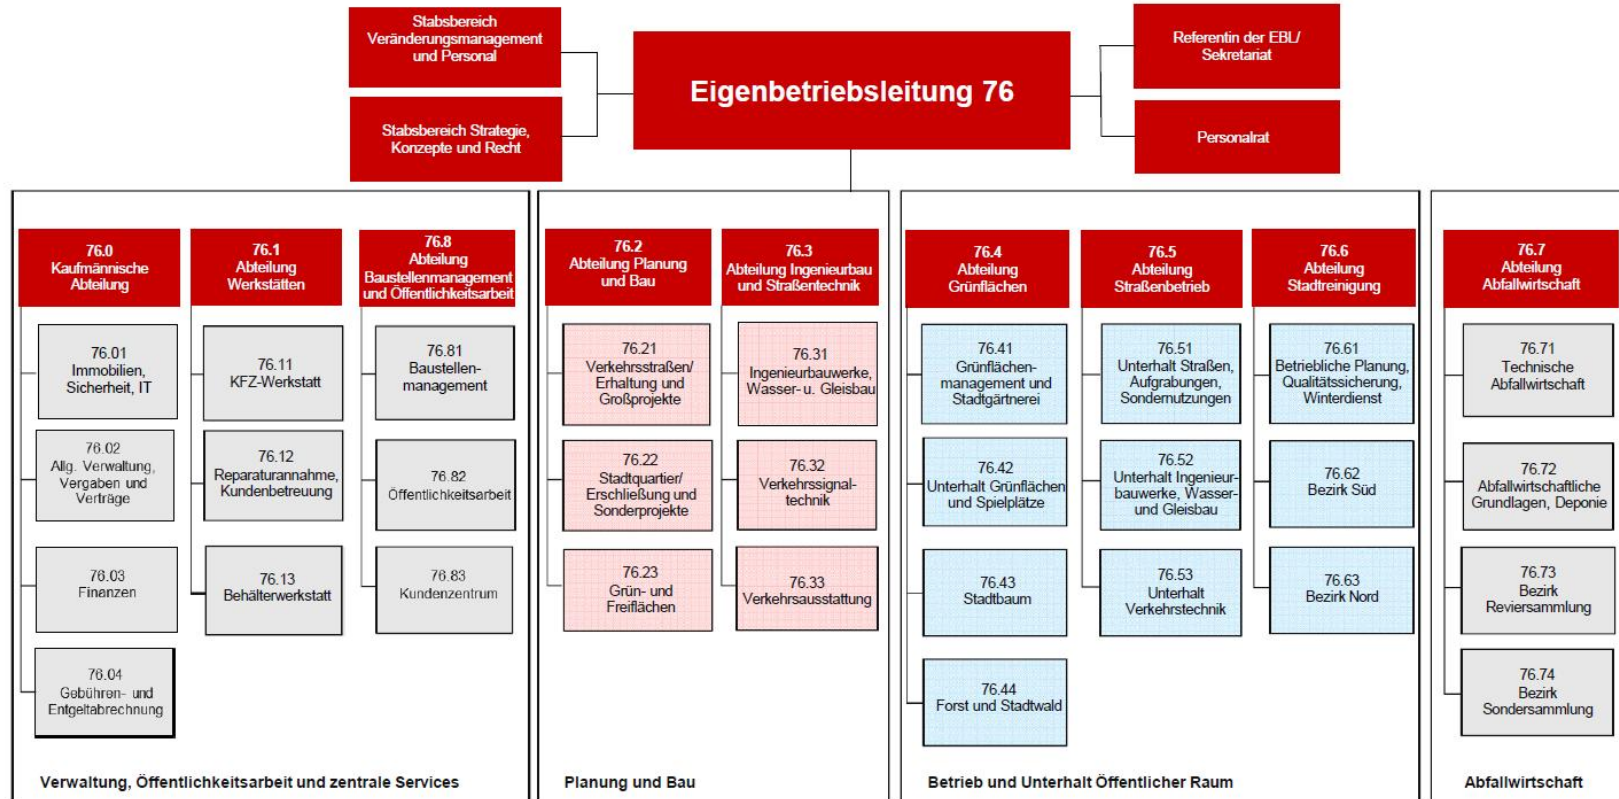 Stabsbereich
Veränderungsmanagement
und Personal
Stabsbereich Strategie,
Konzepte und Recht
Eigenbetriebsleitung 76
Referentin der EBL/
Sekretariat
Personalrat
76.0
Kaufmännische
Abteilung
76.01
Immobilien,
Sicherheit, IT
76.02
Allg. Verwaltung,
Vergaben und
Verträge
76.03
Finanzen
76.04
Gebühren- und
Entgeltabrechnung
76.1
Abteilung
Werkstätten
76.11
KFZ-Werkstatt
76.12
Reparaturannahme,
Kundenbetreuung
76.13
Behälterwerkstatt
76.8
Abteilung
Baustellenmanagement
und Öffentlichkeitsarbeit
76.81
Baustellen-
management
76.82
Öffentlichkeitsarbeit
76.83
Kundenzentrum
Verwaltung, Öffentlichkeitsarbeit und zentrale Services
76.2
Abteilung Planung
und Bau
76.21
Verkehrsstraßen/
Erhaltung und
Großprojekte
76.22
Stadtquartier/
Erschließung und
Sonderprojekte
76.23
Grün- und
Freiflächen
76.3
Abteilung Ingenieurbau
und Straßentechnik
76.31
Ingenieurbauwerke,
Wasser- u. Gleisbau
76.32
Verkehrssignal-
technik
76.33
Verkehrsausstattung
Planung und Bau
76.4
Abteilung
Grünflächen
76.41
Grünflächen-
management und
Stadtgärtnerei
76.42
Unterhalt Grünflächen
und Spielplätze
76.43
Stadtbaum
76.44
Forst und Stadtwald
76.5
Abteilung
Straßenbetrieb
76.51
Unterhalt Straßen,
Aufgrabungen,
Sondernutzungen
76.52
Unterhalt Ingenieur-
bauwerke, Wasser-
und Gleisbau
76.53
Unterhalt
Verkehrstechnik
76.6
Abteilung
Stadtreinigung
76.61
Betriebliche Planung,
Qualitätssicherung,
Winterdienst
76.62
Bezirk Süd
76.63
Bezirk Nord
Betrieb und Unterhalt Öffentlicher Raum
76.7
Abteilung
Abfallwirtschaft
76.71
Technische
Abfallwirtschaft
76.72
Abfallwirtschaftliche
Grundlagen, Deponie
76.73
Bezirk
Reviersammlung
76.74
Bezirk
Sondersammlung
Abfallwirtschaft